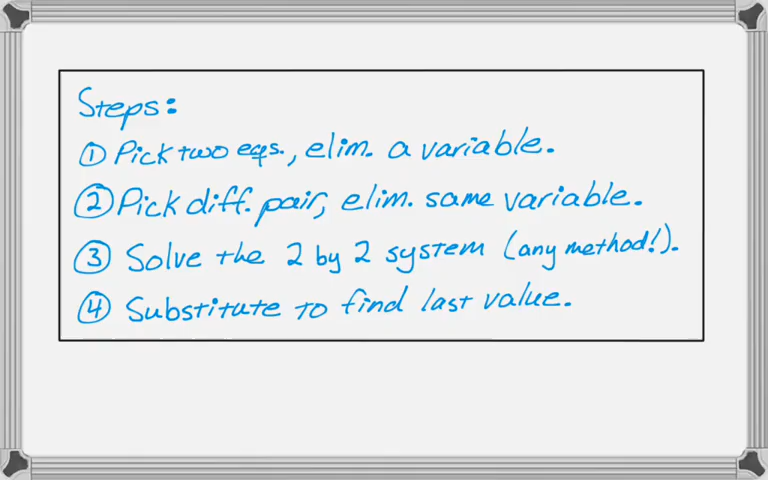 Steps:
① Pick two eqs., elim. a variable.
② Pick diff. pair, elim. same variable.
③ Solve the 2 by 2 system (any method!).
④ Substitute to find last value.